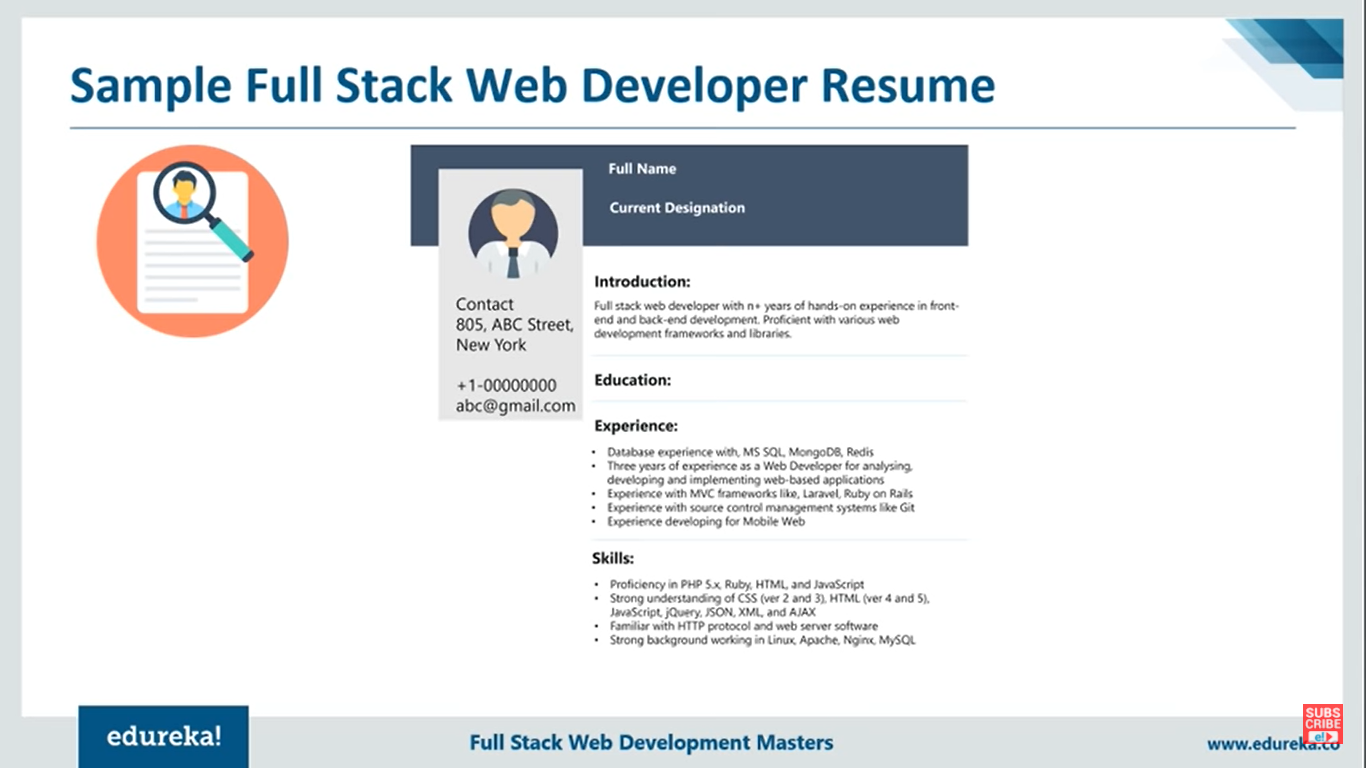 Sample Full Stack Web Developer Resume
Full Name
Current Designation
Contact
805, ABC Street,
New York
+1-00000000
abc@gmail.com
Introduction:
Full stack web developer with n+ years of hands-on experience in front-
end and back-end development. Proficient with various web
development frameworks and libraries.
Education:
Experience:
• Database experience with, MS SQL, MongoDB, Redis
• Three years of experience as a Web Developer for analysing,
developing and implementing web-based applications
• Experience with MVC frameworks like, Laravel, Ruby on Rails
• Experience with source control management systems like Git
• Experience developing for Mobile Web
Skills:
• Proficiency in PHP 5.x, Ruby, HTML, and JavaScript
• Strong understanding of CSS (ver 2 and 3), HTML (ver 4 and 5),
JavaScript, jQuery, JSON, XML, and AJAX
• Familiar with HTTP protocol and web server software
• Strong background working in Linux, Apache, Nginx, MySQL
edureka!
Full Stack Web Development Masters
www.edureka.co
SUBS
CRIBE
e!